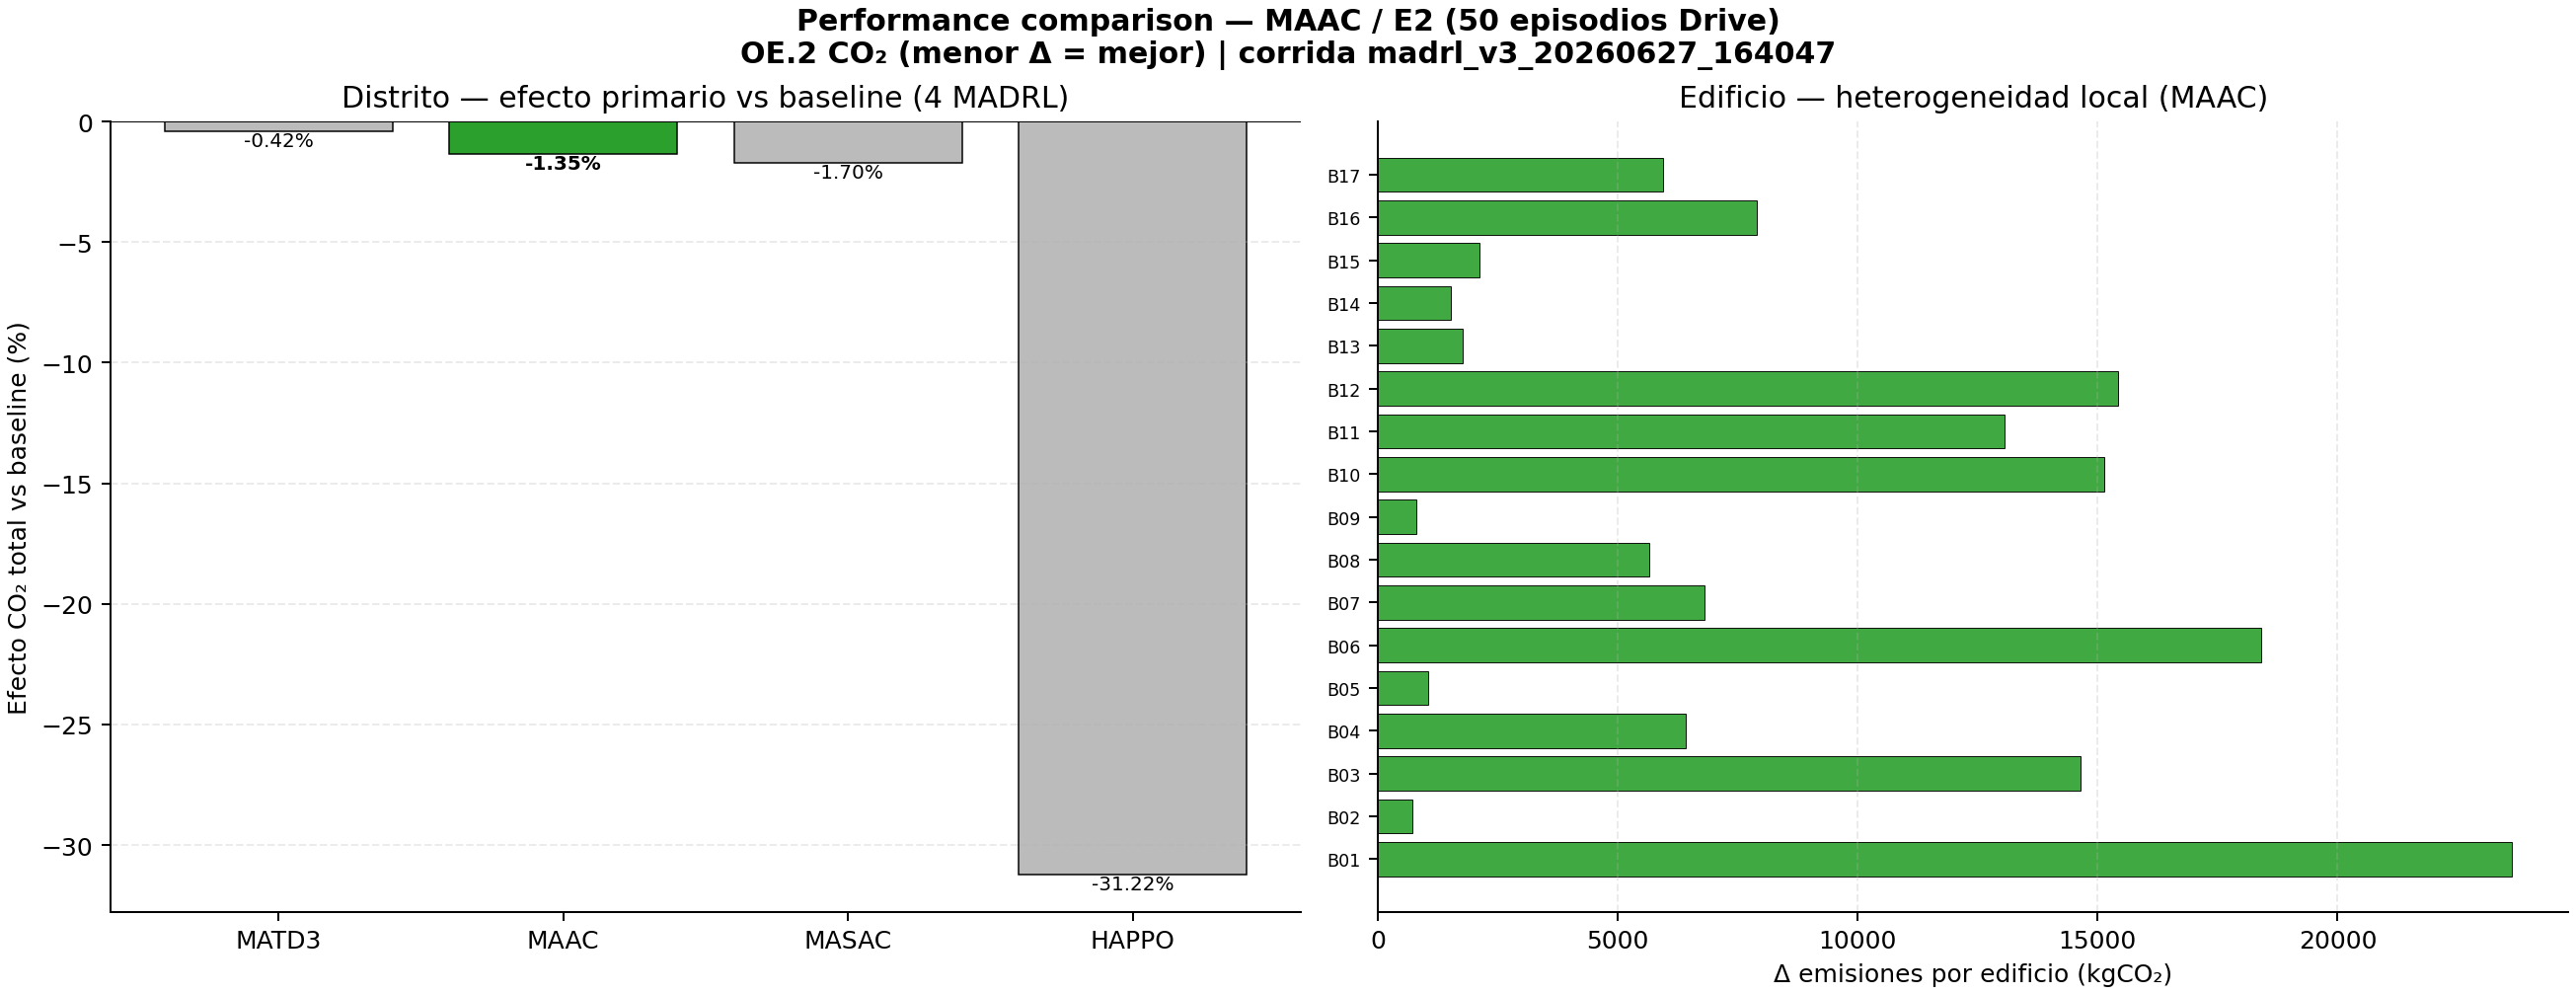 Performance comparison — MAAC / E2 (50 episodios Drive)
OE.2 CO₂ (menor Δ = mejor) | corrida madrl_v3_20260627_164047
Distrito — efecto primario vs baseline (4 MADRL)
Efecto CO₂ total vs baseline (%)
0
−5
−10
−15
−20
−25
−30
-0.42%
-1.35%
-1.70%
-31.22%
MATD3
MAAC
MASAC
HAPPO
Edificio — heterogeneidad local (MAAC)
B17
B16
B15
B14
B13
B12
B11
B10
B09
B08
B07
B06
B05
B04
B03
B02
B01
0
5000
10000
15000
20000
Δ emisiones por edificio (kgCO₂)